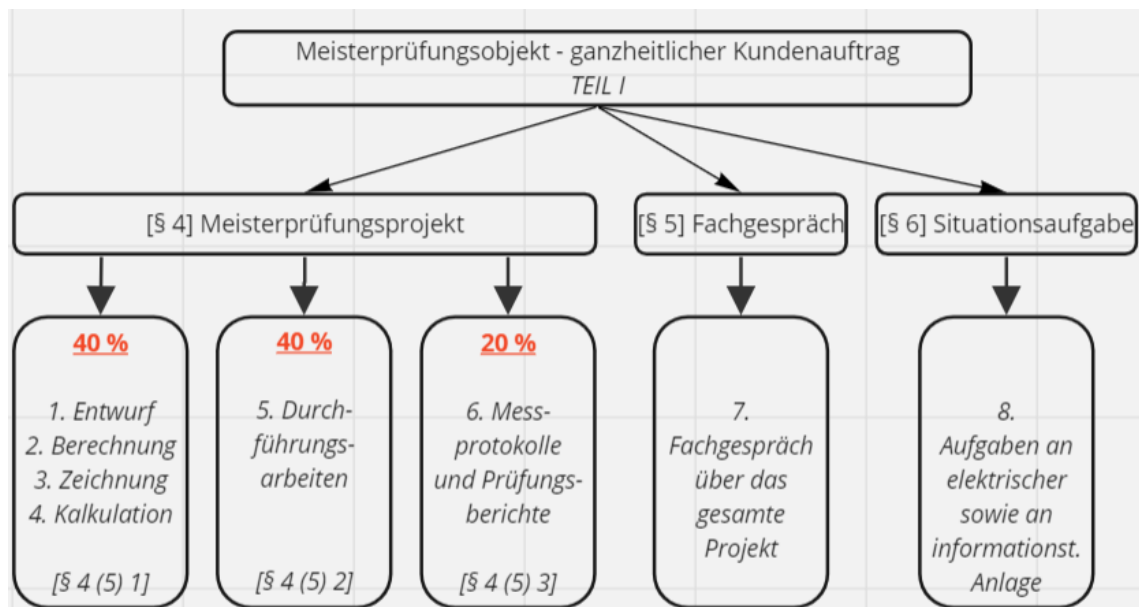 Meisterprüfungsobjekt - ganzheitlicher Kundenauftrag
TEIL I
[§ 4] Meisterprüfungsprojekt
[§ 5] Fachgespräch
[§ 6] Situationsaufgabe
40 %
1. Entwurf
2. Berechnung
3. Zeichnung
4. Kalkulation
[§ 4 (5) 1]
40 %
5. Durch-
führungs-
arbeiten
[§ 4 (5) 2]
20 %
6. Mess-
protokolle
und Prüfungs-
berichte
[§ 4 (5) 3]
7.
Fachgespräch
über das
gesamte
Projekt
8.
Aufgaben an
elektrischer
sowie an
informationst.
Anlage